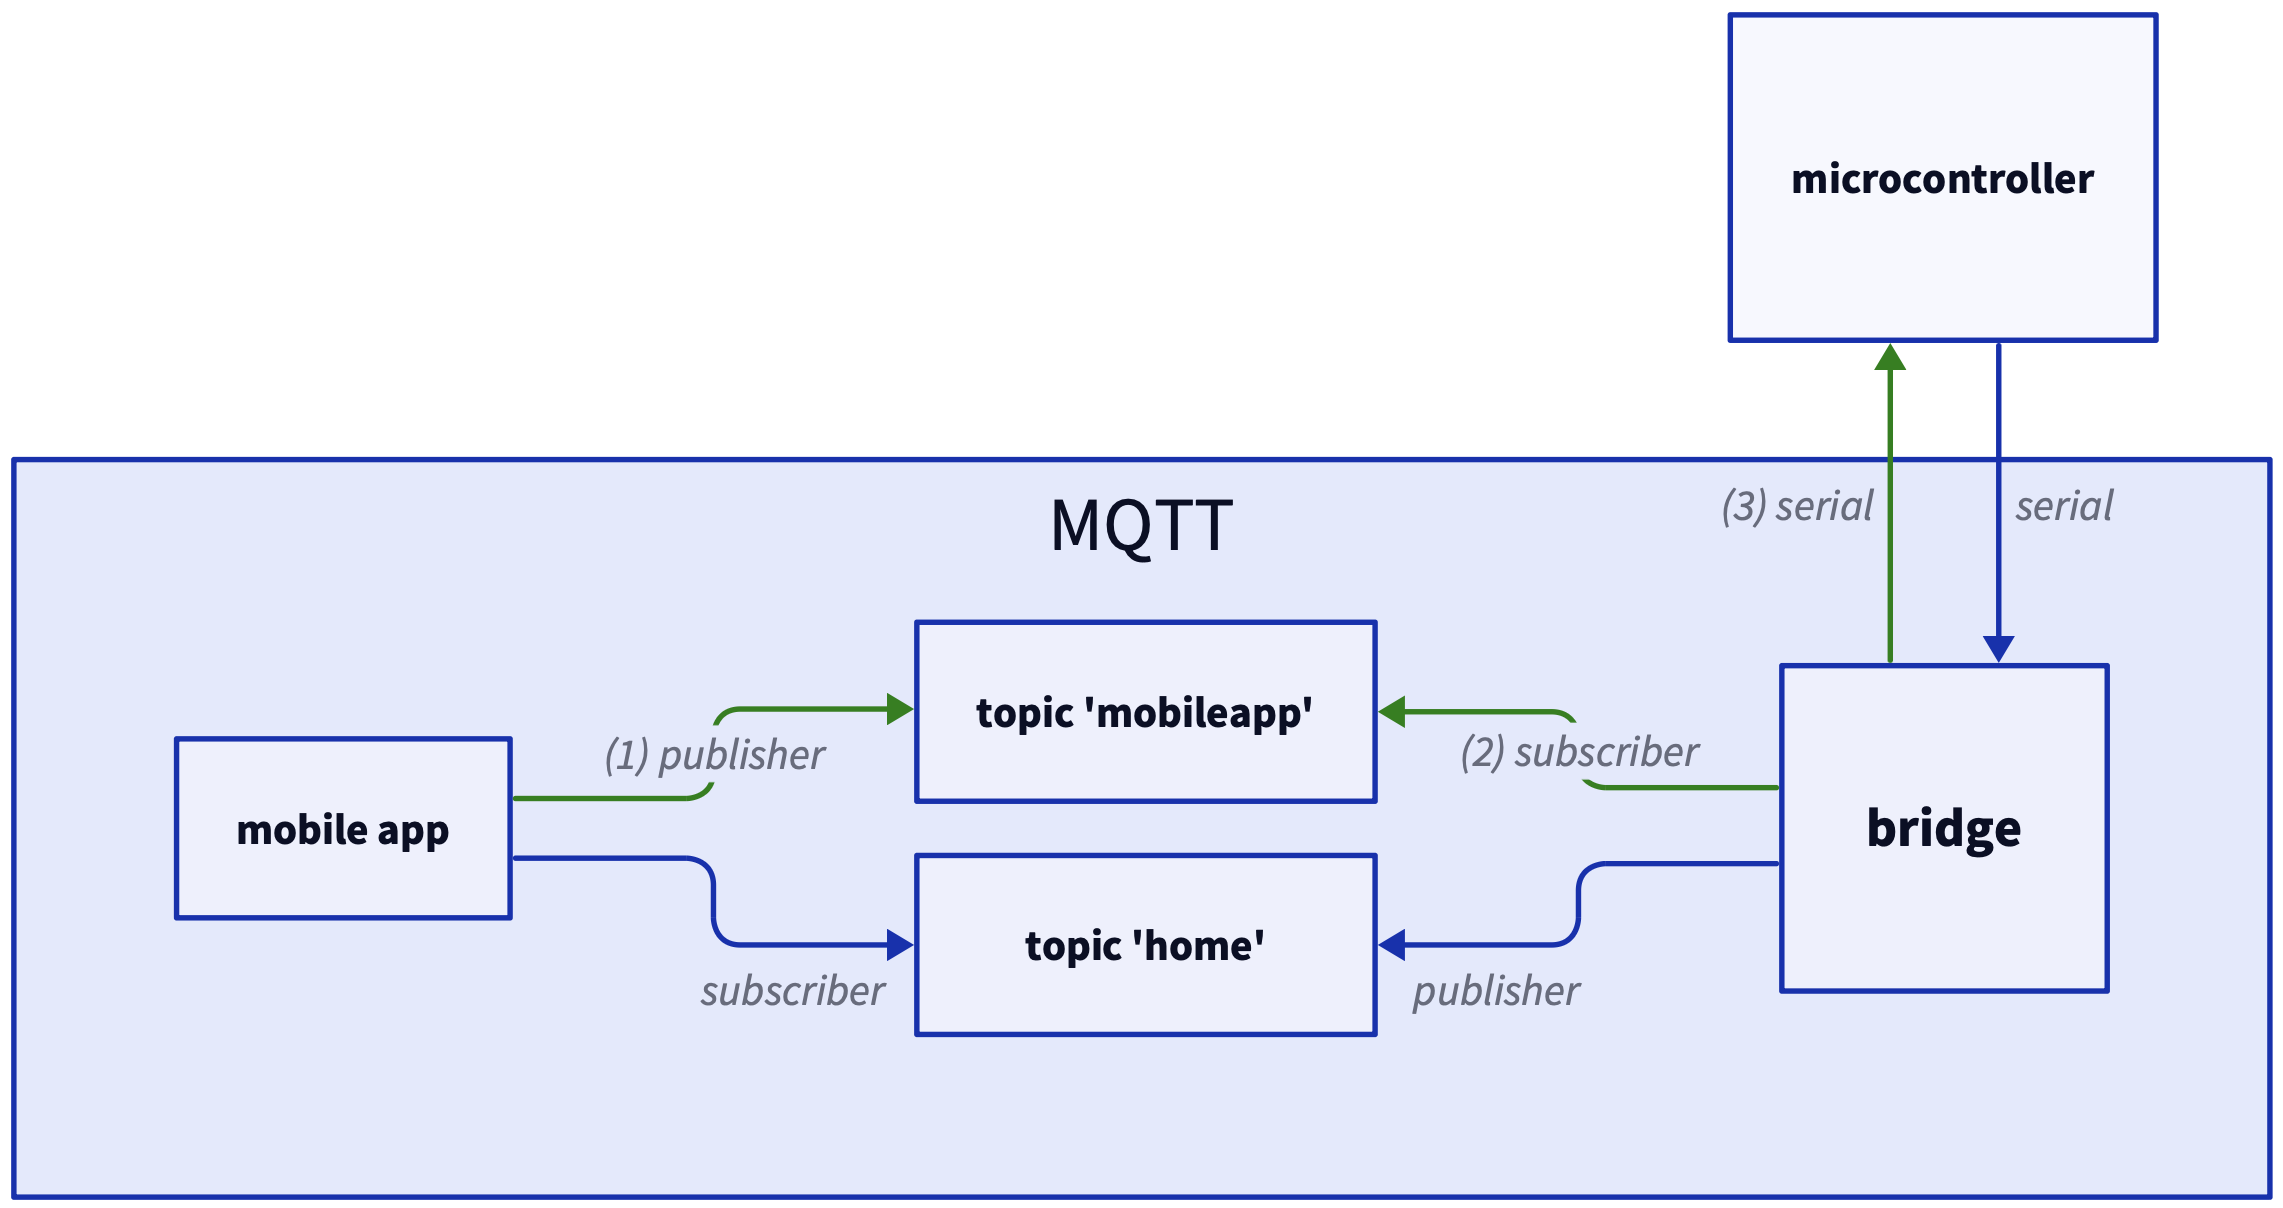 microcontroller
(3) serial
serial
MQTT
topic 'mobileapp'
(1) publisher
(2) subscriber
mobile app
bridge
topic 'home'
subscriber
publisher